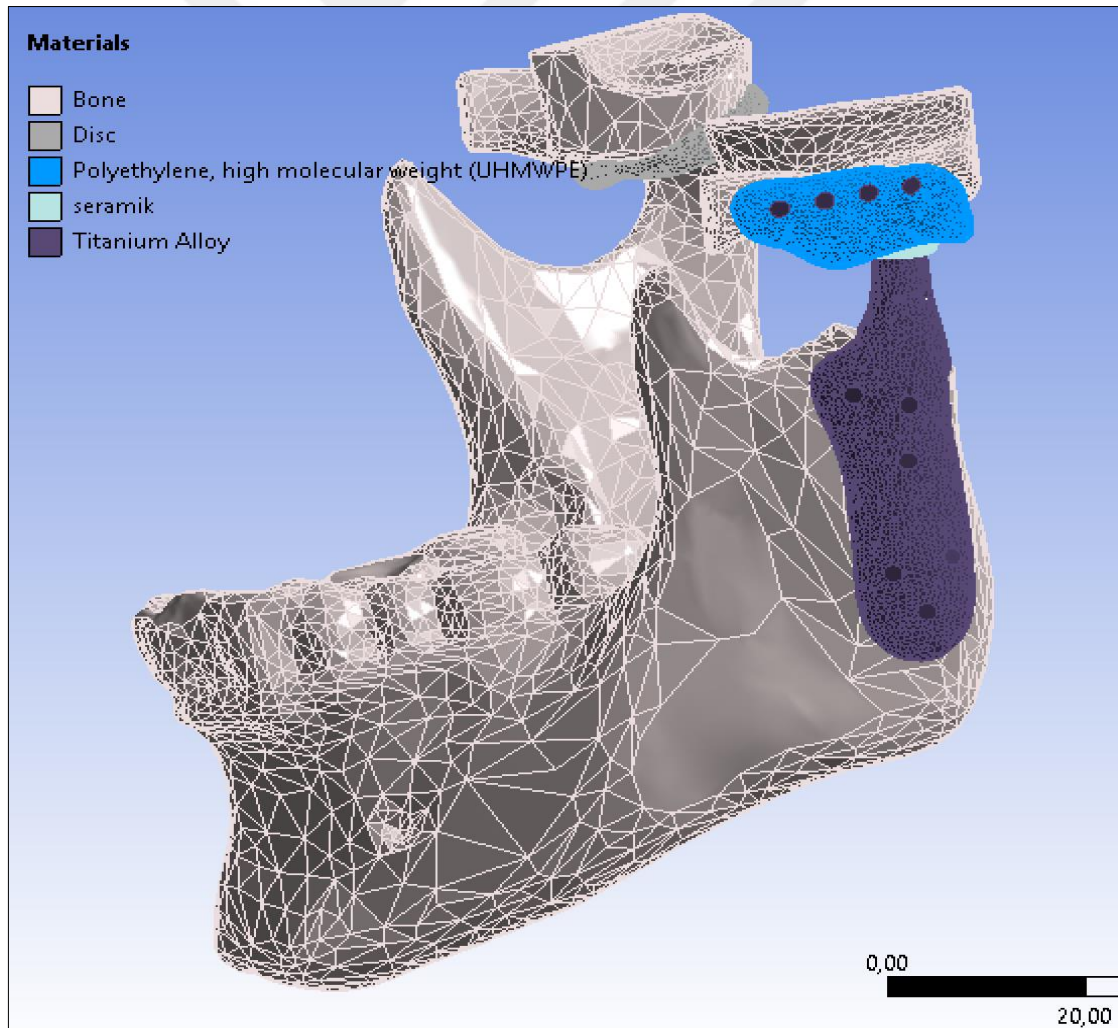 Materials
Bone
Disc
Polyethylene, high molecular weight (UHMWPE)
seramik
Titanium Alloy
0,00
20,00